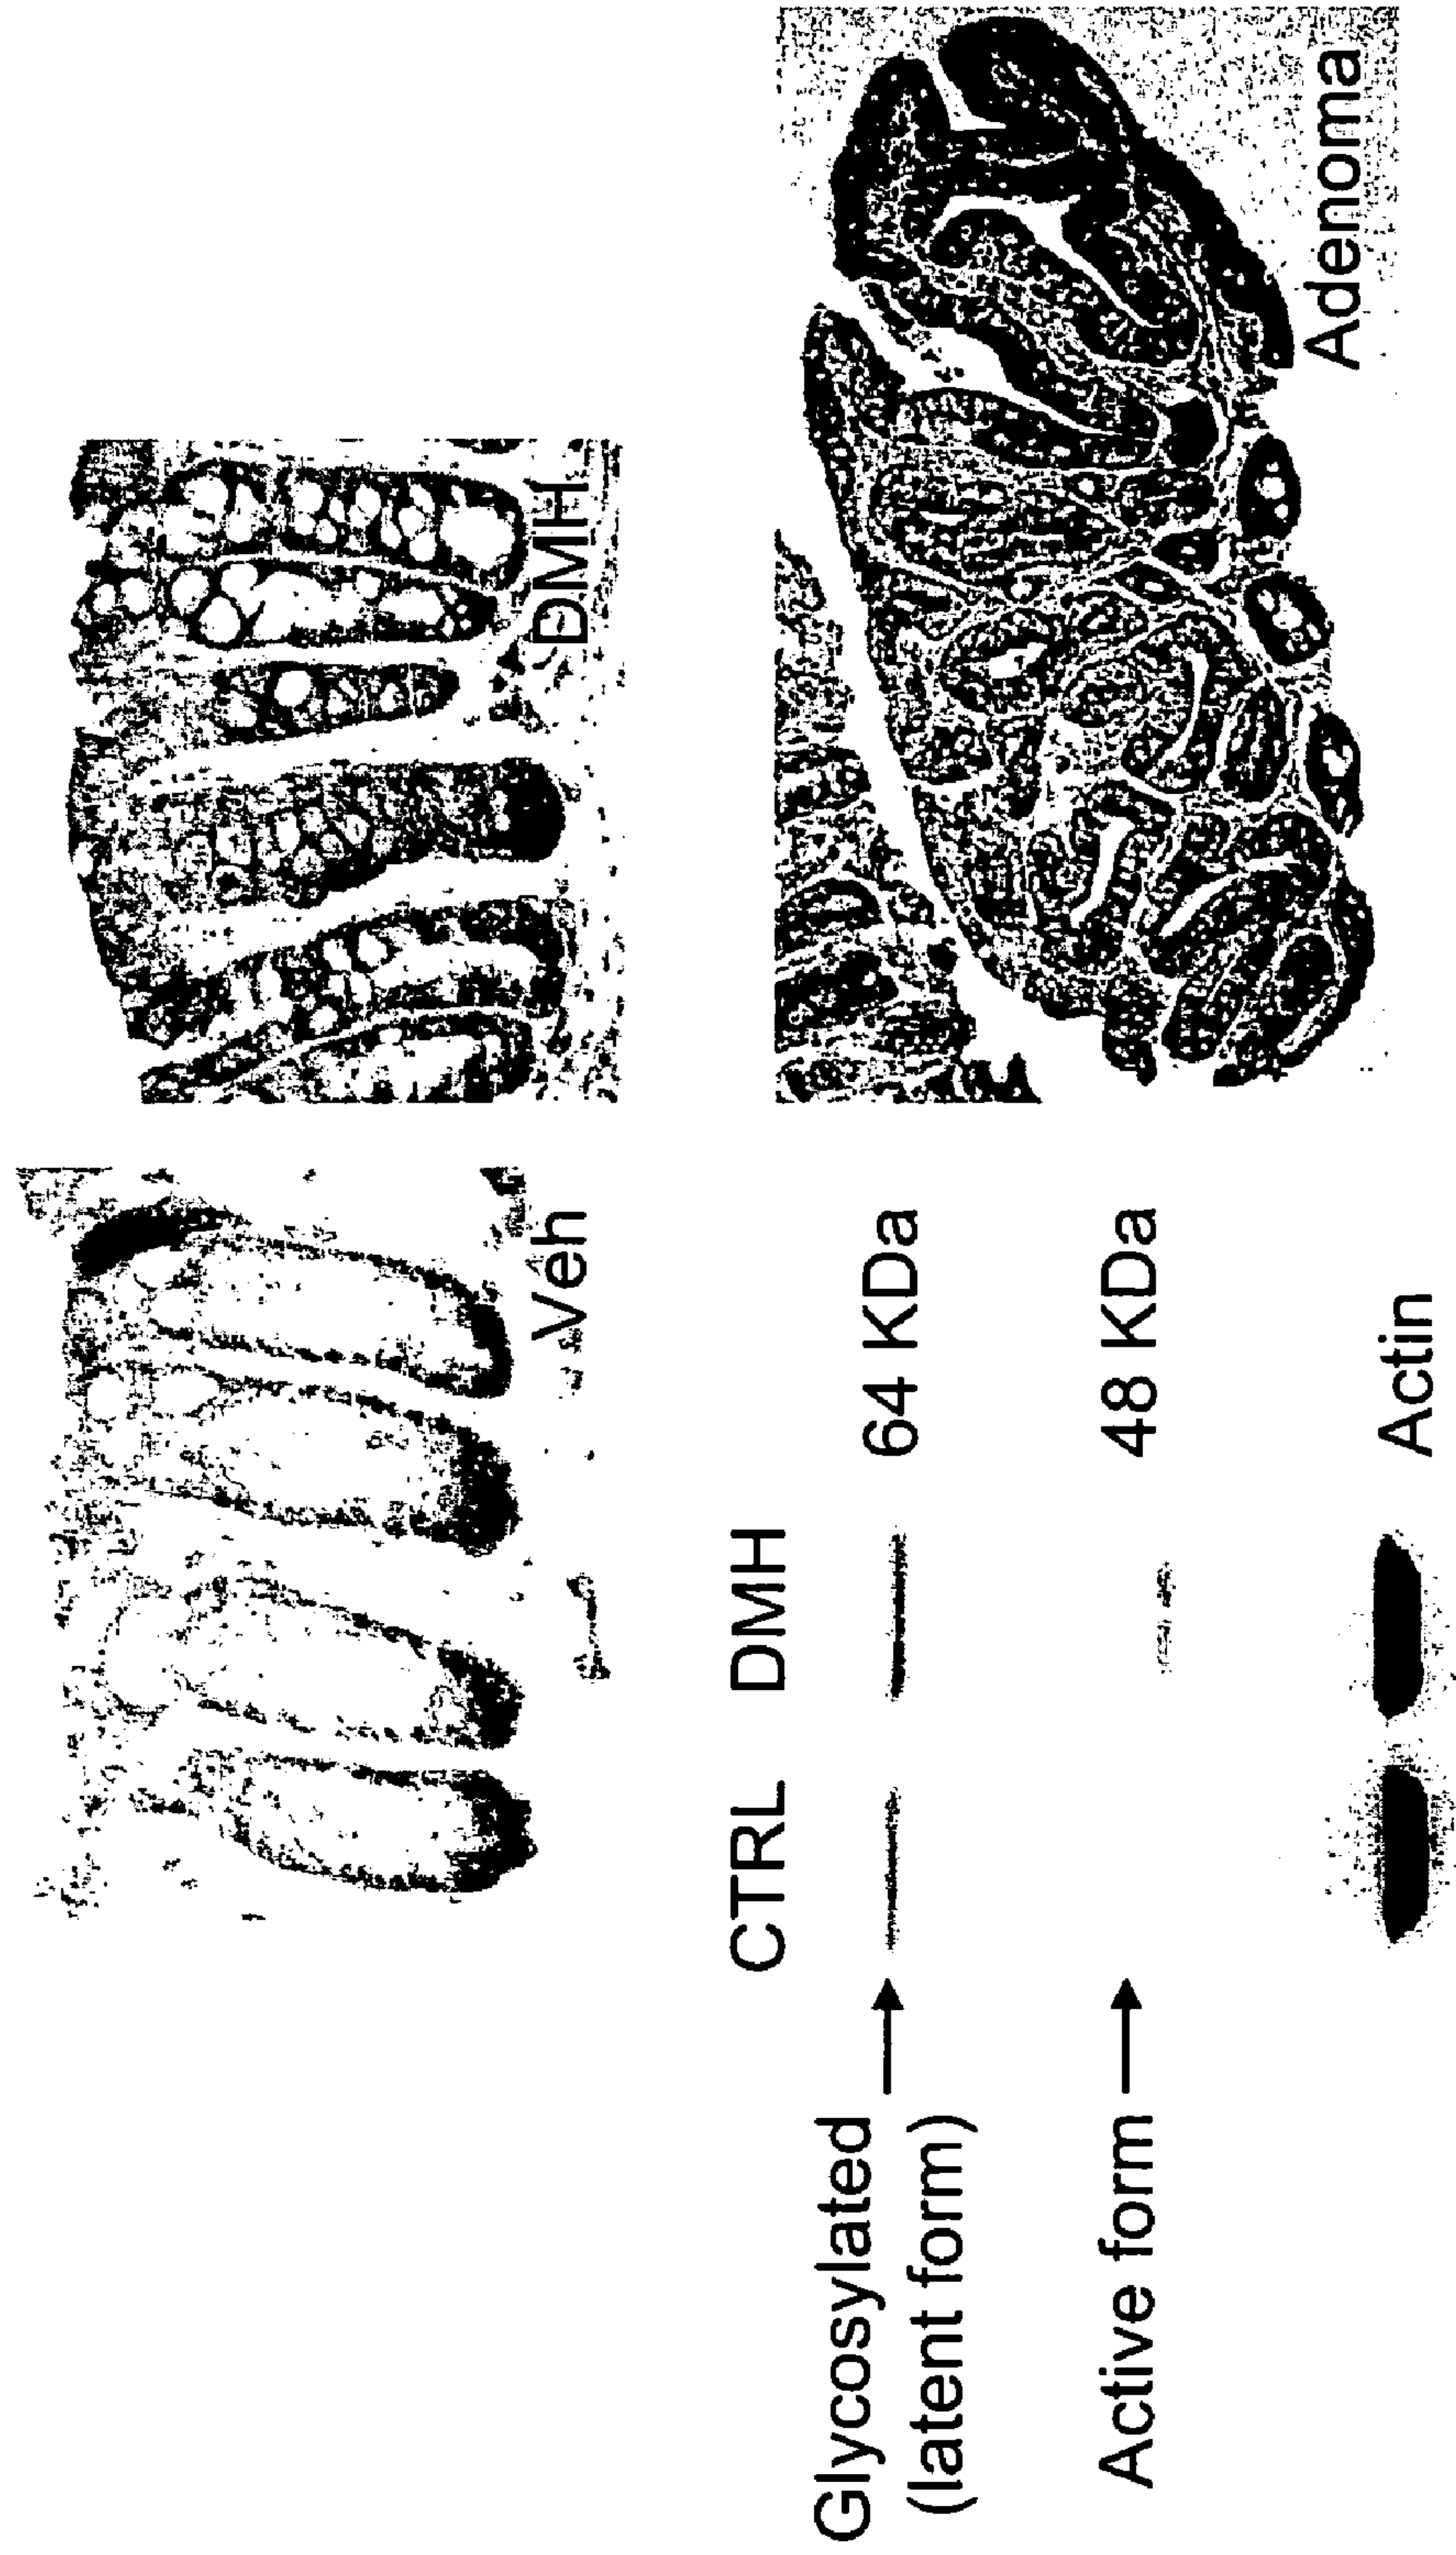 Veh
DMH
CTRL DMH
Glycosylated
(latent form)
64 KDa
Active form
48 KDa
Actin
Adenoma